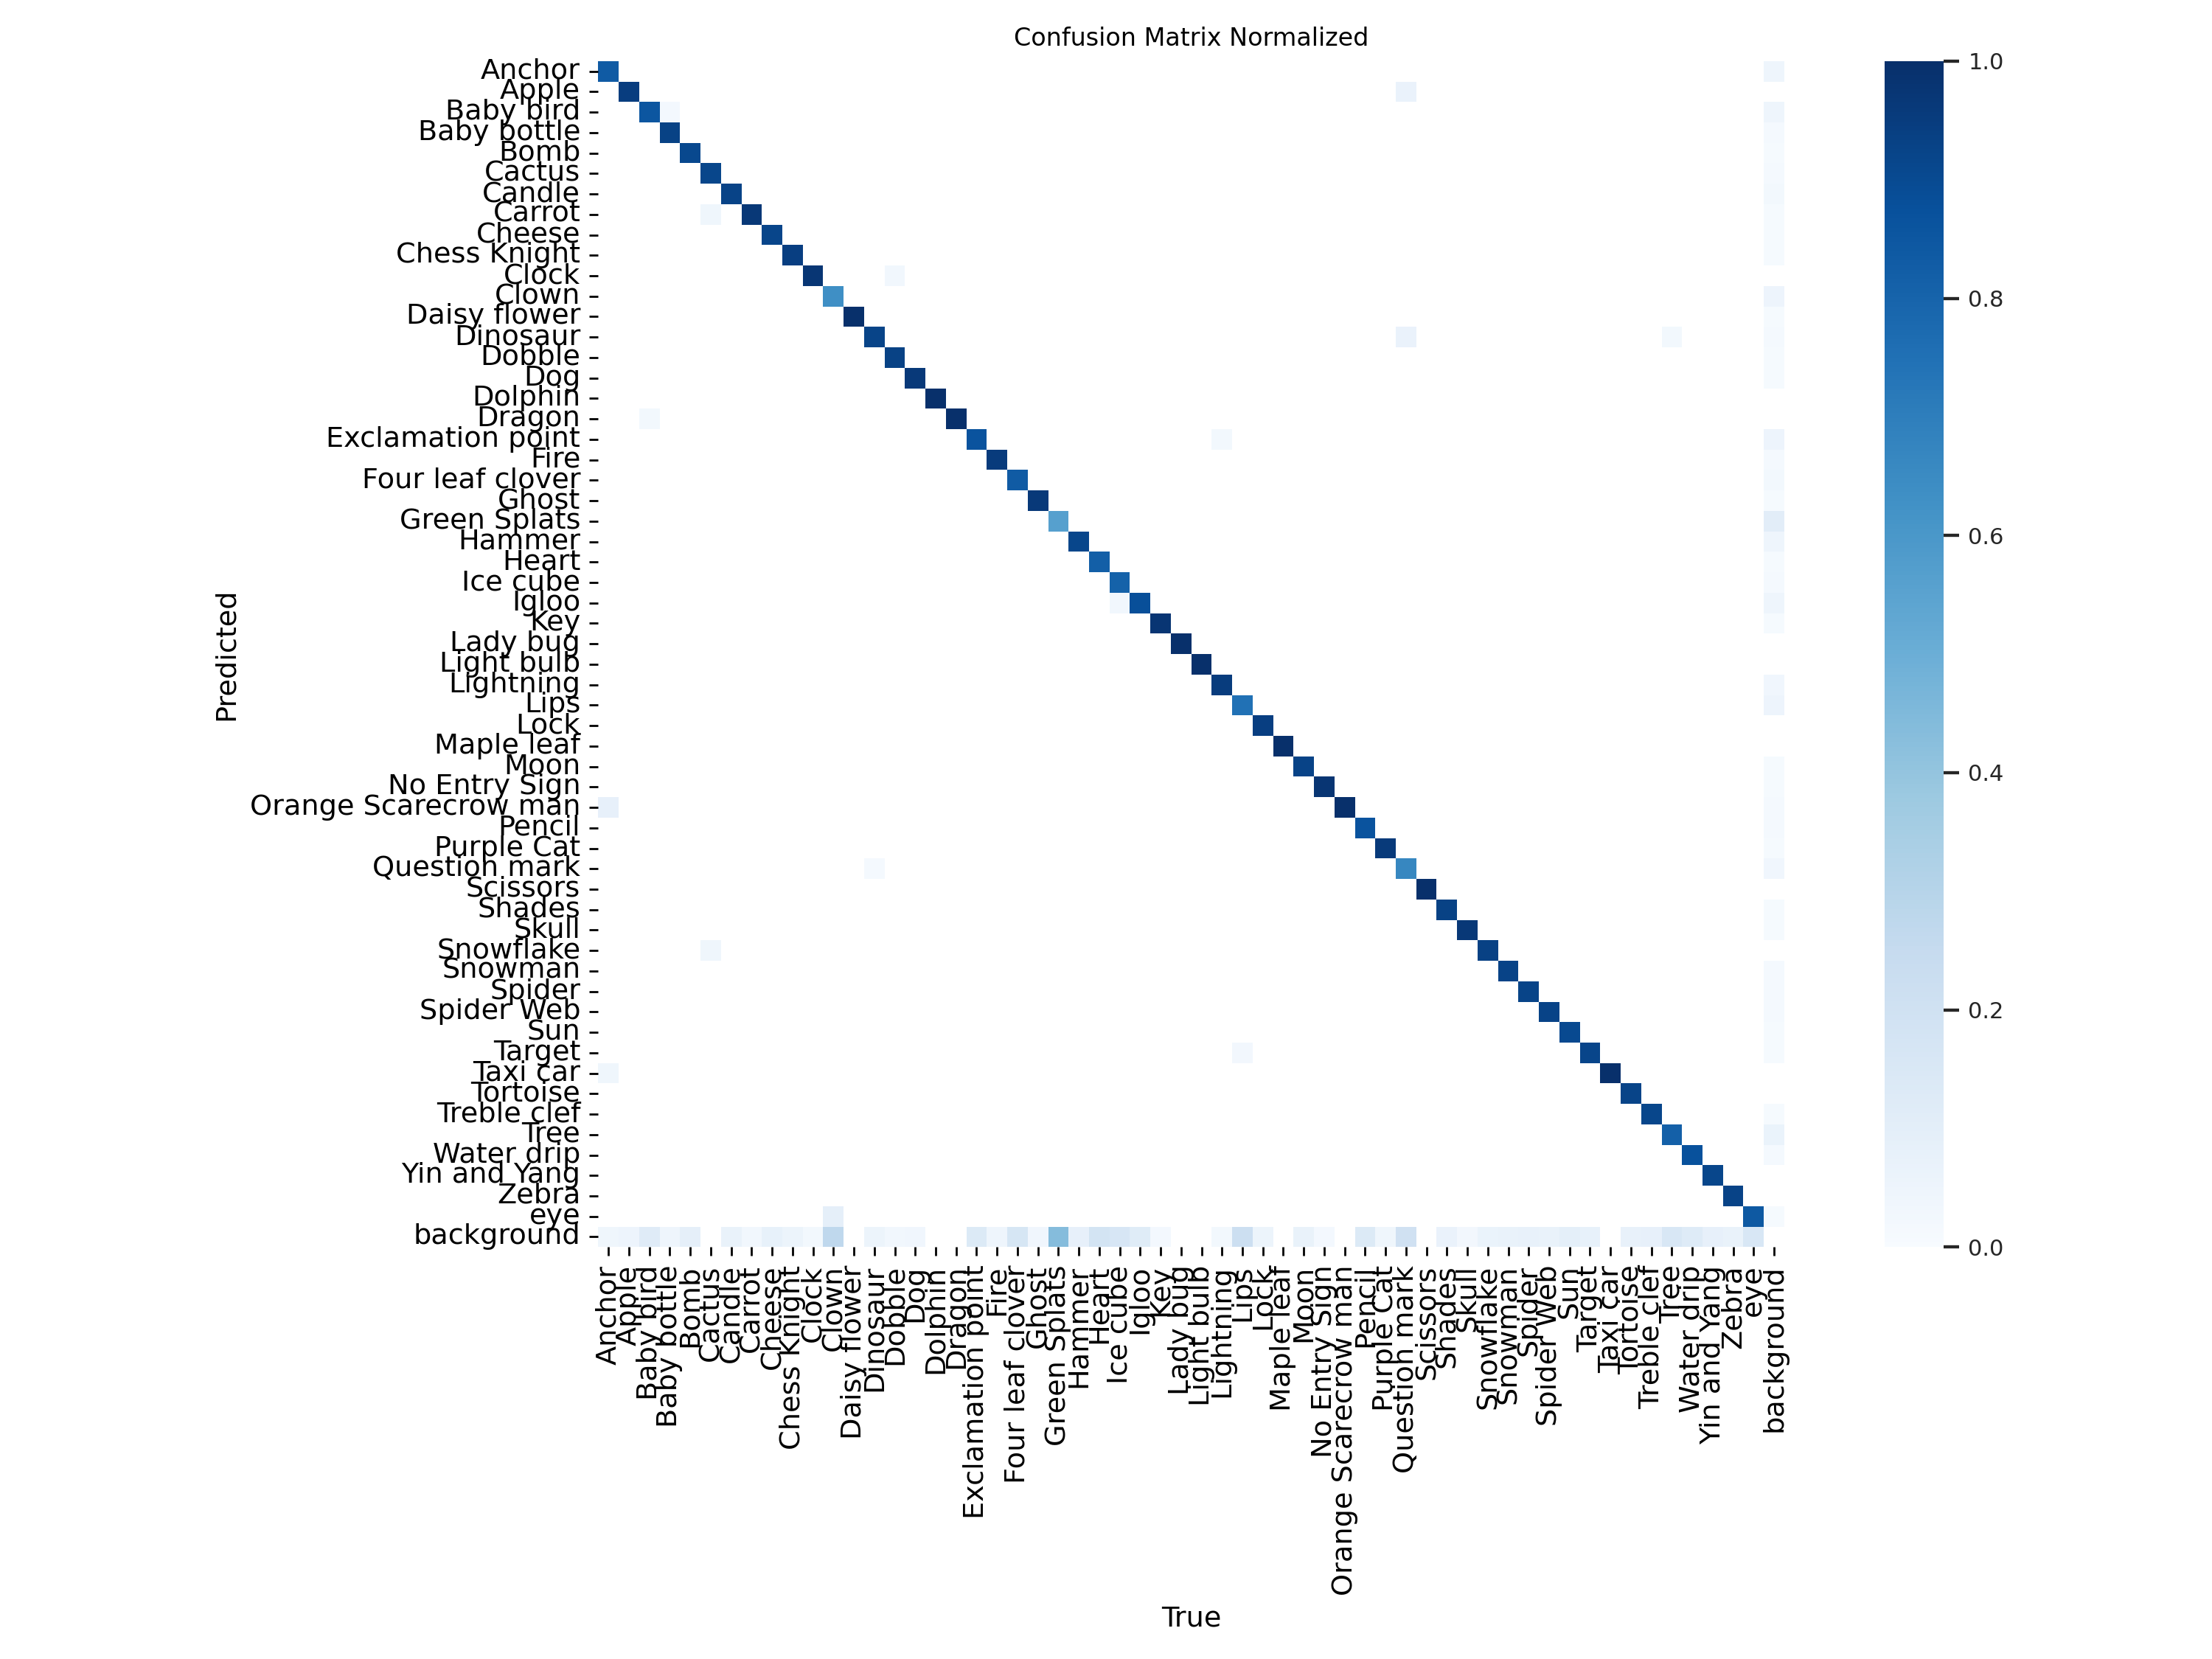 Confusion Matrix Normalized
Anchor
Apple
Baby bird
Baby bottle
Bomb
Cactus
Candle
Carrot
Cheese
Chess Knight
Clock
Clown
Daisy flower
Dinosaur
Dobble
Dog
Dolphin
Dragon
Exclamation point
Fire
Four leaf clover
Ghost
Green Splats
Hammer
Heart
Ice cube
Igloo
Key
Lady bug
Light bulb
Lightning
Lips
Lock
Maple leaf
Moon
No Entry Sign
Orange Scarecrow man
Pencil
Purple Cat
Question mark
Scissors
Shades
Skull
Snowflake
Snowman
Spider
Spider Web
Sun
Target
Taxi car
Tortoise
Treble clef
Tree
Water drip
Yin and Yang
Zebra
eye
background
Predicted
Anchor
Apple
Baby bird
Baby bottle
Bomb
Cactus
Candle
Carrot
Cheese
Chess Knight
Clock
Clown
Daisy flower
Dinosaur
Dobble
Dog
Dolphin
Dragon
Exclamation point
Fire
Four leaf clover
Ghost
Green Splats
Hammer
Heart
Ice cube
Igloo
Key
Lady bug
Light bulb
Lightning
Lips
Lock
Maple leaf
Moon
No Entry Sign
Orange Scarecrow man
Pencil
Purple Cat
Question mark
Scissors
Shades
Skull
Snowflake
Snowman
Spider
Spider Web
Sun
Target
Taxi car
Tortoise
Treble clef
Tree
Water drip
Yin and Yang
Zebra
eye
background
True
1.0
0.8
0.6
0.4
0.2
0.0